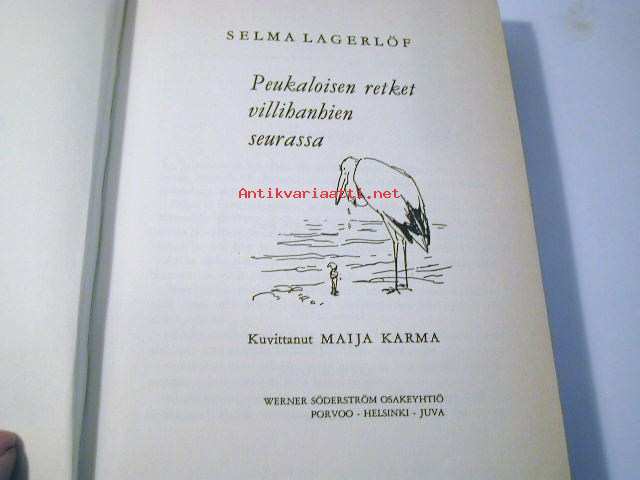 SELMA LAGERLÖF
Peukaloisen retket
villihanhien
seurassa
Antikvariaatti.net
Kuvittanut MAIJA KARMA
WERNER SÖDERSTRÖM OSAKEYHTIÖ
PORVOO - HELSINKI - JUVA